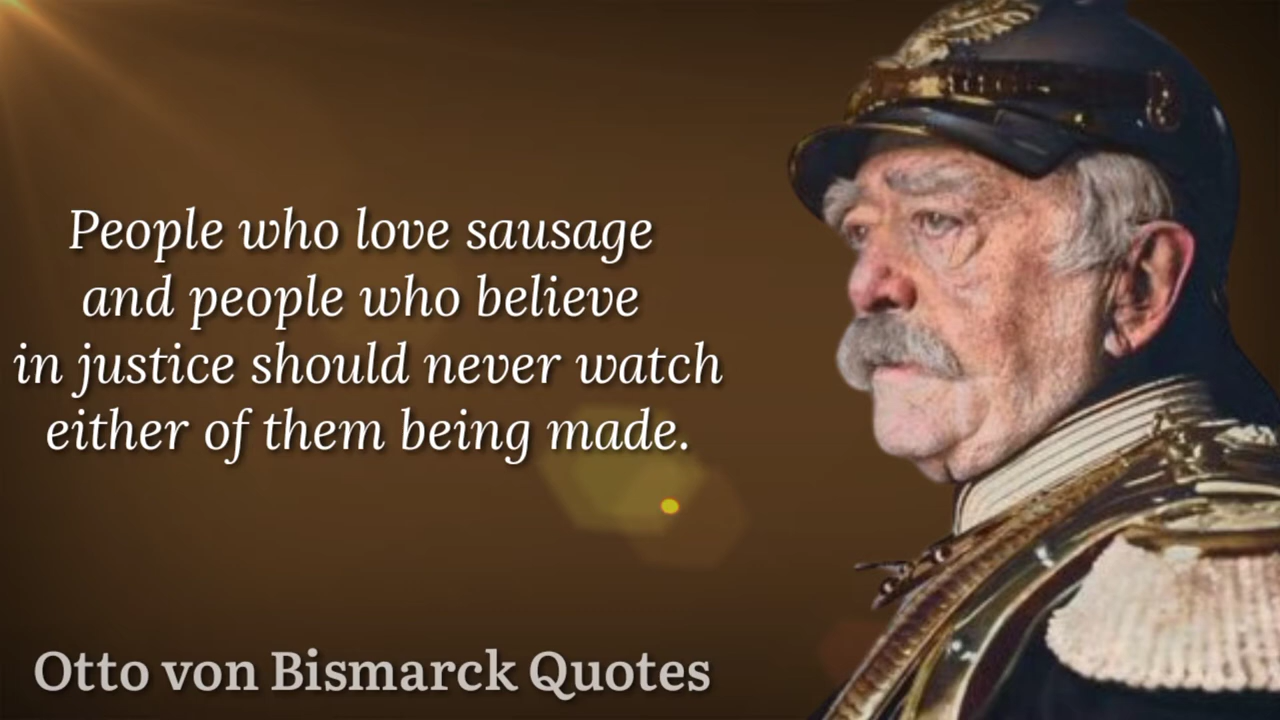 People who love sausage
and people who believe
in justice should never watch
either of them being made.
Otto von Bismarck Quotes